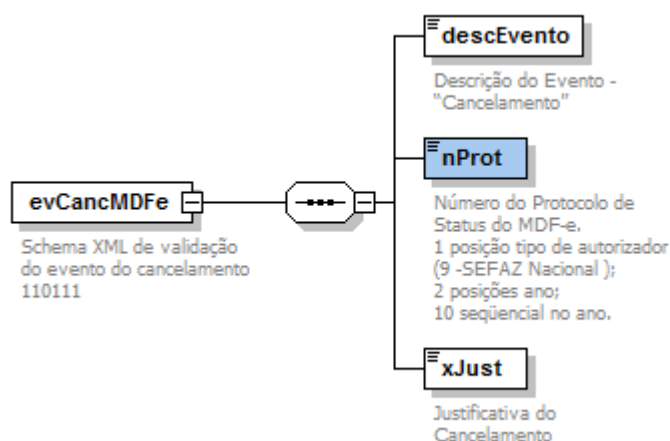 descEvento
Descrição do Evento -
“Cancelamento”
nProt
Número do Protocolo de
Status do MDF-e.
1 posição tipo de autorizador
(9 -SEFAZ Nacional );
2 posições ano;
10 seqüencial no ano.
evCancMDFe
Schema XML de validação
do evento do cancelamento
110111
xJust
Justificativa do
Cancelamento